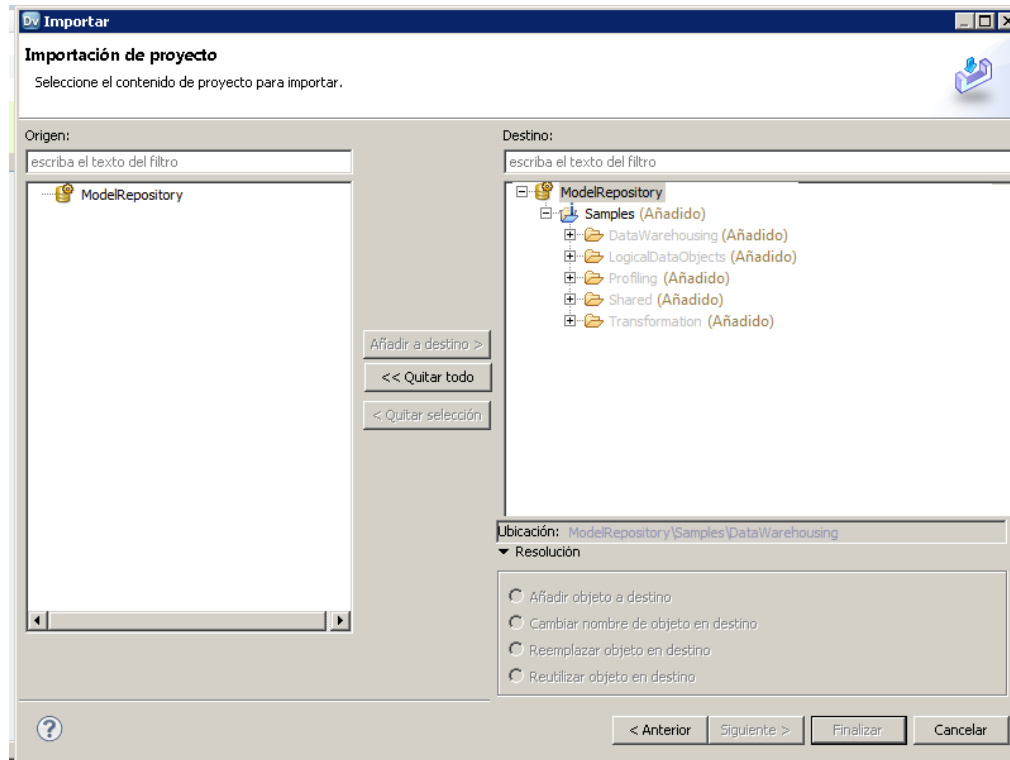 Dv Importar
Importación de proyecto
Seleccione el contenido de proyecto para importar.
Origen:
escriba el texto del filtro
ModelRepository
Añadir a destino >
<< Quitar todo
< Quitar selección
Destino:
escriba el texto del filtro
ModelRepository
Samples (Añadido)
DataWarehousing (Añadido)
LogicalDataObjects (Añadido)
Profiling (Añadido)
Shared (Añadido)
Transformation (Añadido)
Ubicación: ModelRepository\Samples\DataWarehousing
Resolución
Añadir objeto a destino
Cambiar nombre de objeto en destino
Reemplazar objeto en destino
Reutilizar objeto en destino
?
< Anterior
Siguiente >
Finalizar
Cancelar